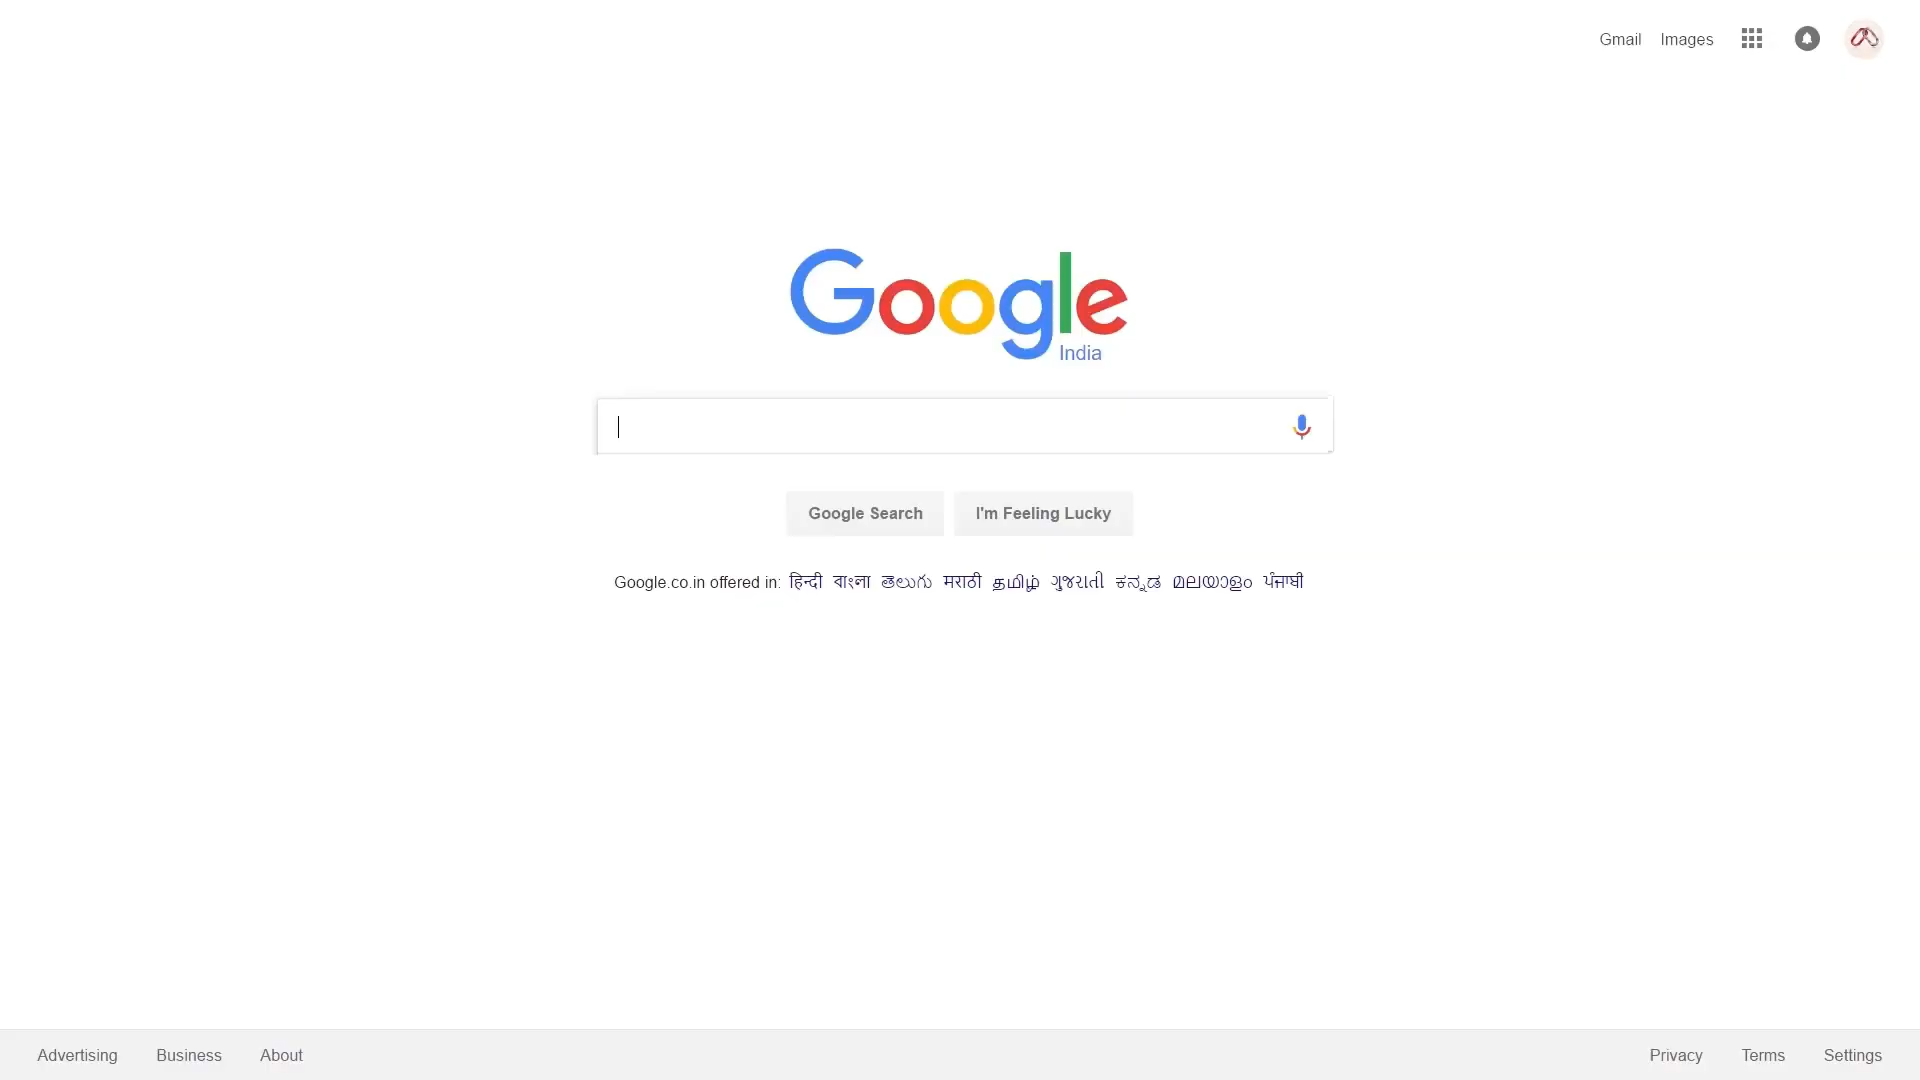 Gmail Images
Google
India
Google Search I'm Feeling Lucky
Google.co.in offered in: हिन्दी বাংলা తెలుగు मराठी தமிழ் ગુજરાતી ಕನ್ನಡ മലയാളം ਪੰਜਾਬੀ
Advertising Business About Privacy Terms Settings